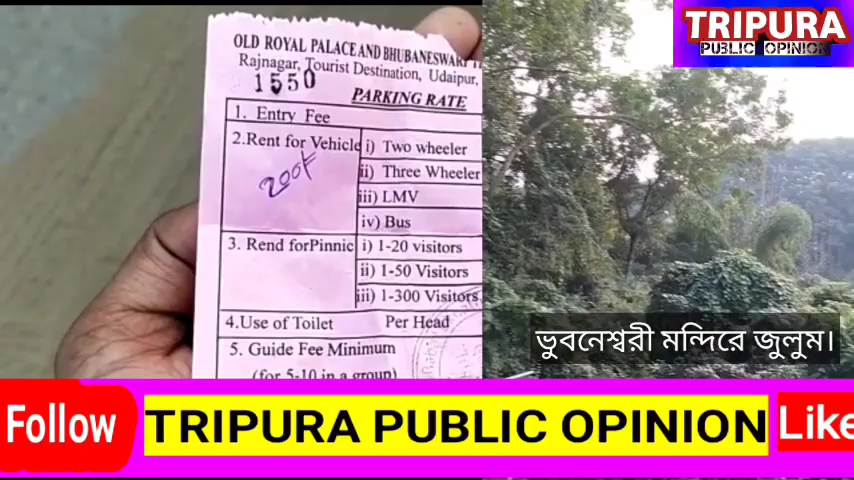 TRIPURA
PUBLIC OPINION
OLD ROYAL PALACE AND BHUBANESWARI
Rajnagar, Tourist Destination, Udaipur,
1550
PARKING RATE
1. Entry Fee
2.Rent for Vehicle
i) Two wheeler
ii) Three Wheeler
iii) LMV
iv) Bus
200/-
3. Rend forPinnic
i) 1-20 visitors
ii) 1-50 Visitors
iii) 1-300 Visitors
4.Use of Toilet Per Head
5. Guide Fee Minimum
(for 5-10 in a group)
ভুবনেশ্বরী মন্দিরে জুলুম।
Follow
TRIPURA PUBLIC OPINION
Like